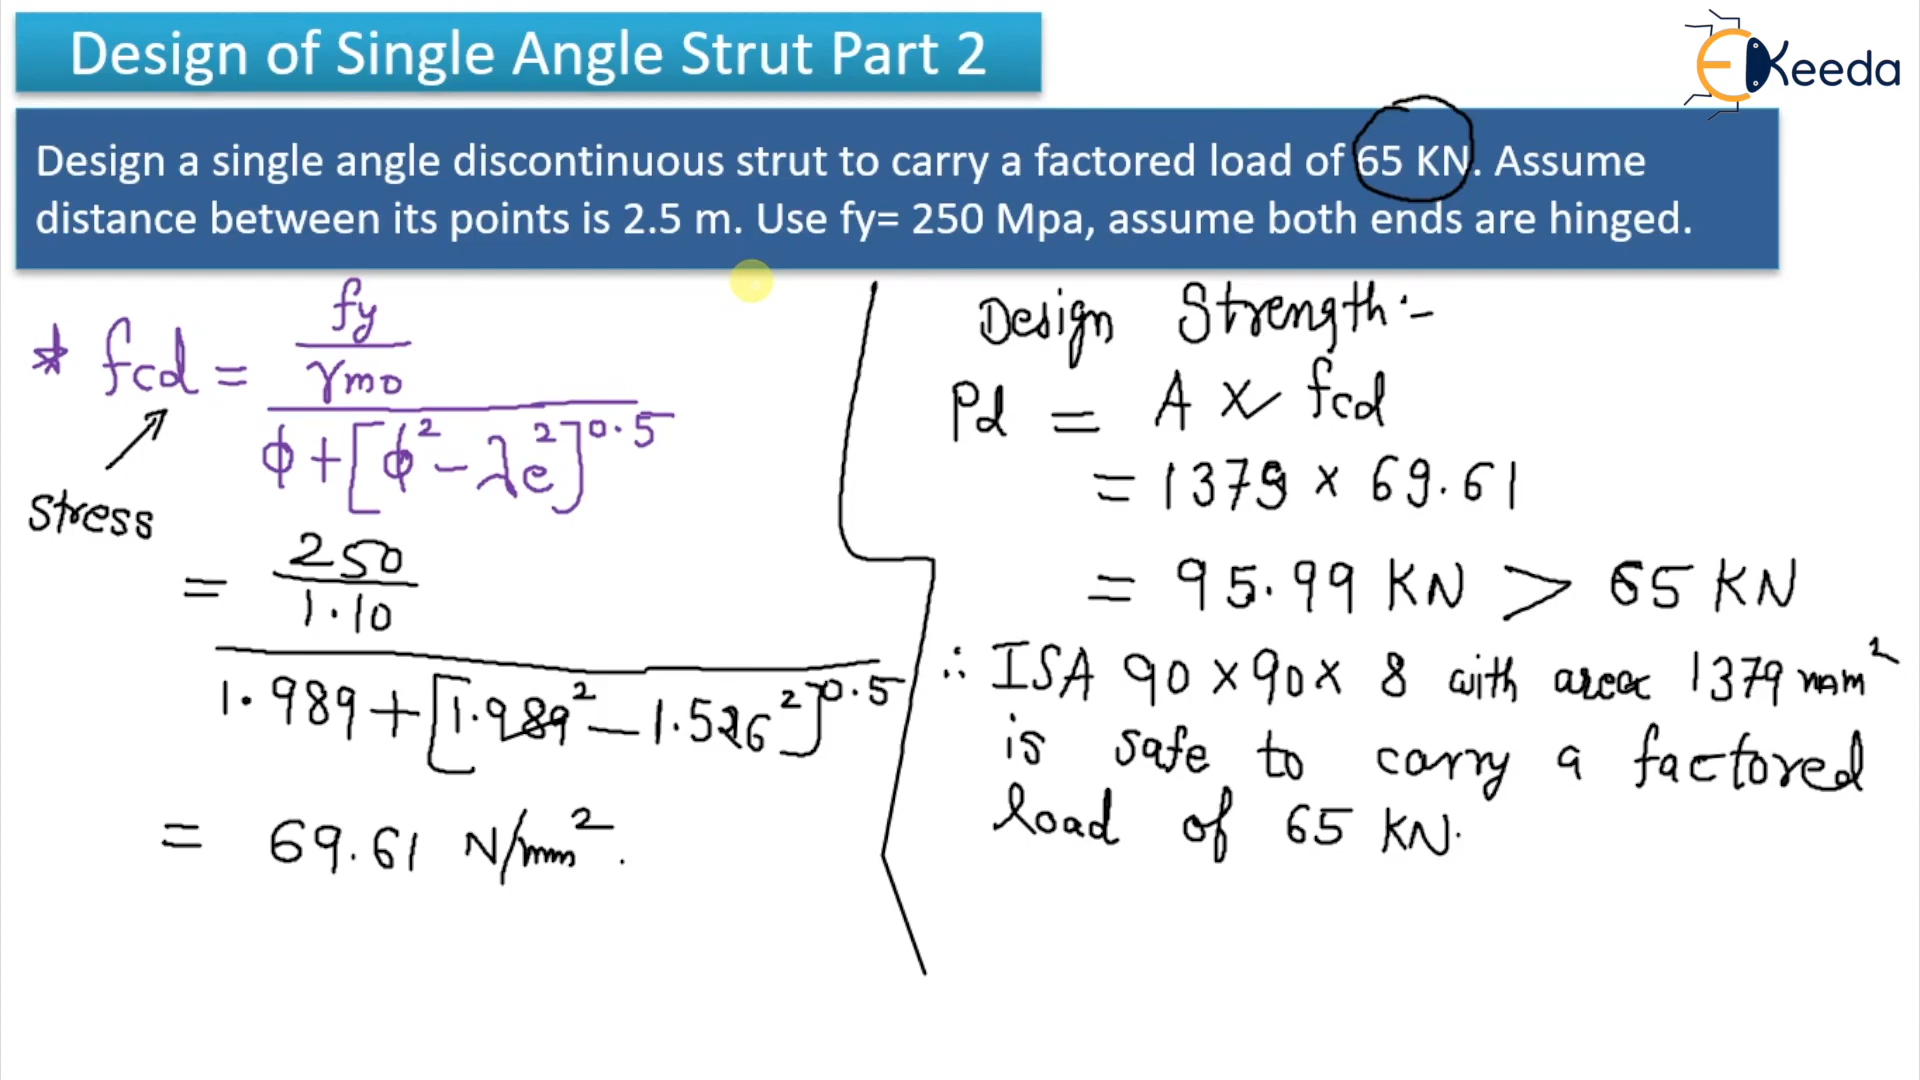 Design of Single Angle Strut Part 2
EKeeda
Design a single angle discontinuous strut to carry a factored load of 65 KN. Assume
distance between its points is 2.5 m. Use fy= 250 Mpa, assume both ends are hinged.
* fcd = fy / γmo / ϕ + [ϕ² - λe²]^0.5
Stress
= 250 / 1.10 / 1.989 + [1.989² - 1.526²]^0.5
= 69.61 N/mm².
Design Strength:-
Pd = A × fcd
= 1379 × 69.61
= 95.99 KN > 65 KN
∴ ISA 90 × 90 × 8 with area 1379 mm²
is safe to carry a factored
load of 65 KN.